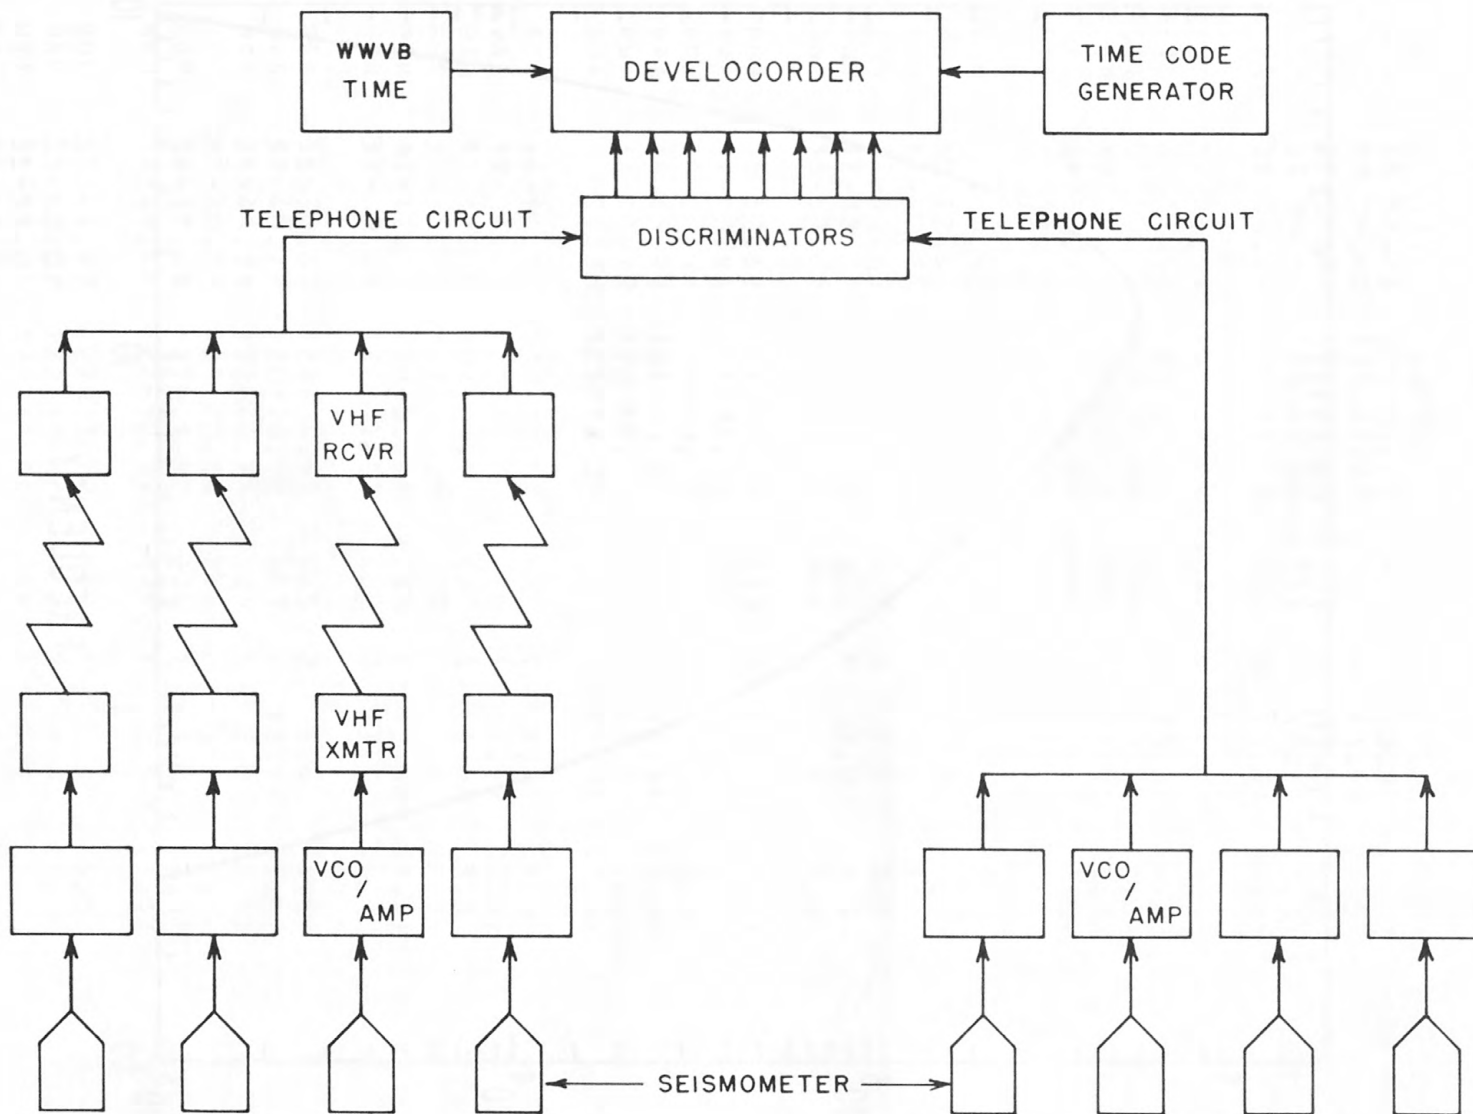 WWVB
TIME
DEVELOCORDER
TIME CODE
GENERATOR
TELEPHONE CIRCUIT
DISCRIMINATORS
TELEPHONE CIRCUIT
VHF
RCVR
VHF
XMTR
VCO
/
AMP
VCO
/
AMP
SEISMOMETER